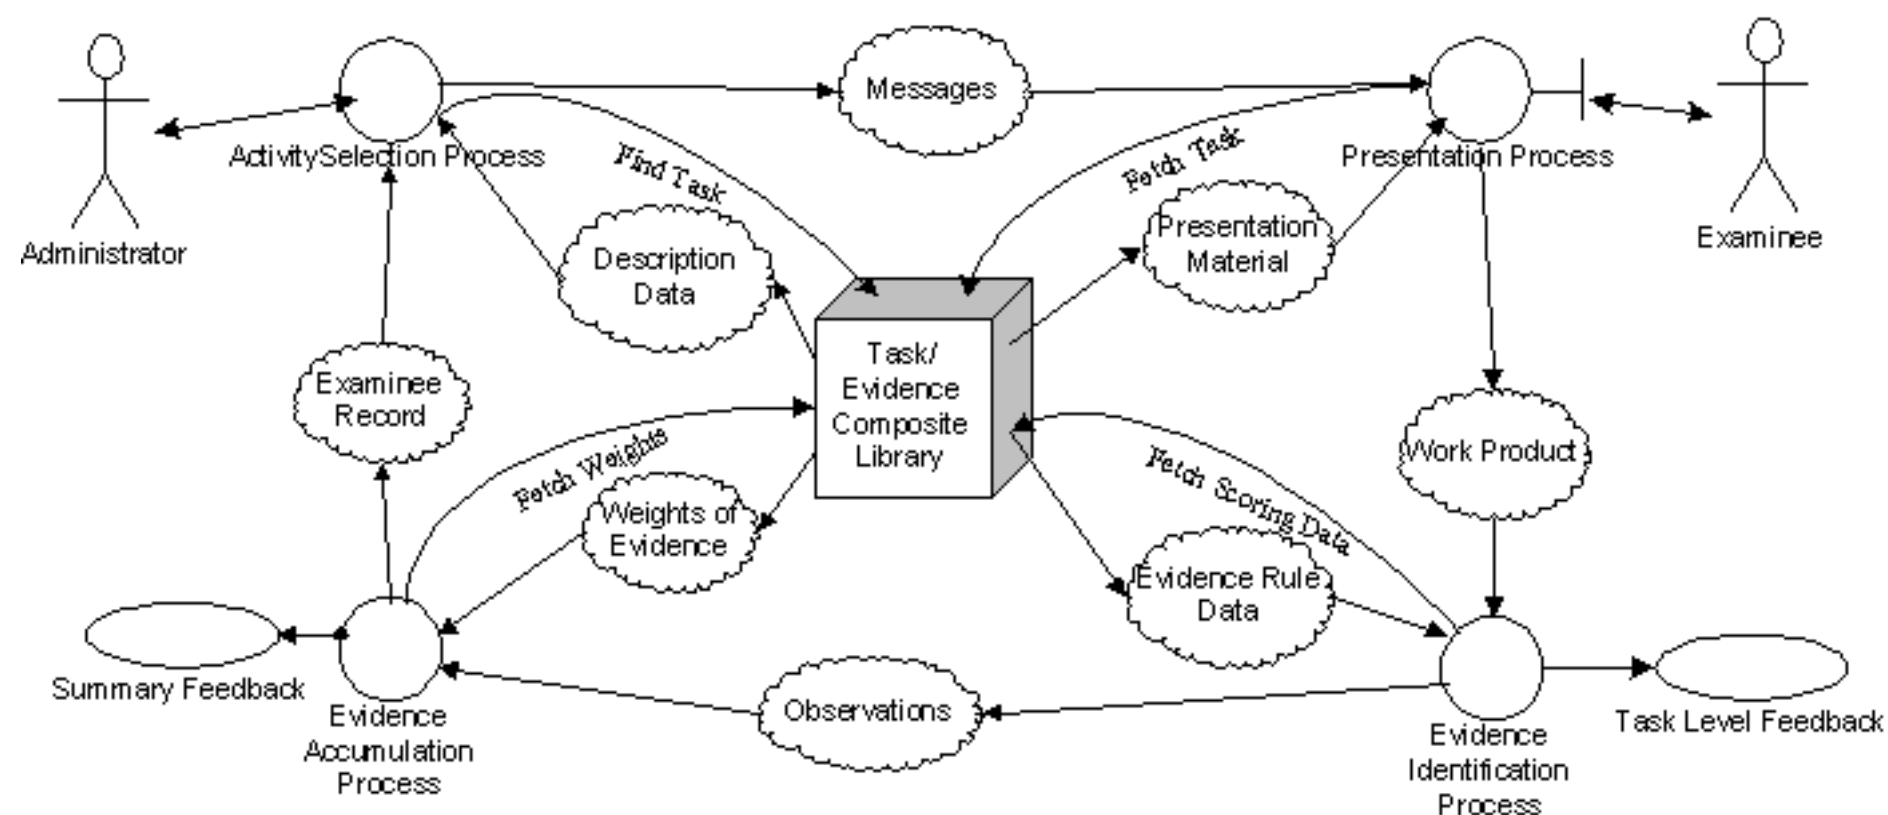 Messages
ActivitySelection Process
Presentation Process
Find Task
Fetch Task
Administrator
Examinee
Description
Data
Presentation
Material
Task/
Evidence
Composite
Library
Examinee
Record
Fetch Weights
Weights of
Evidence
Fetch Scoring Data
Work Product
Evidence Rule
Data
Summary Feedback
Evidence
Accumulation
Process
Observations
Evidence
Identification
Process
Task Level Feedback